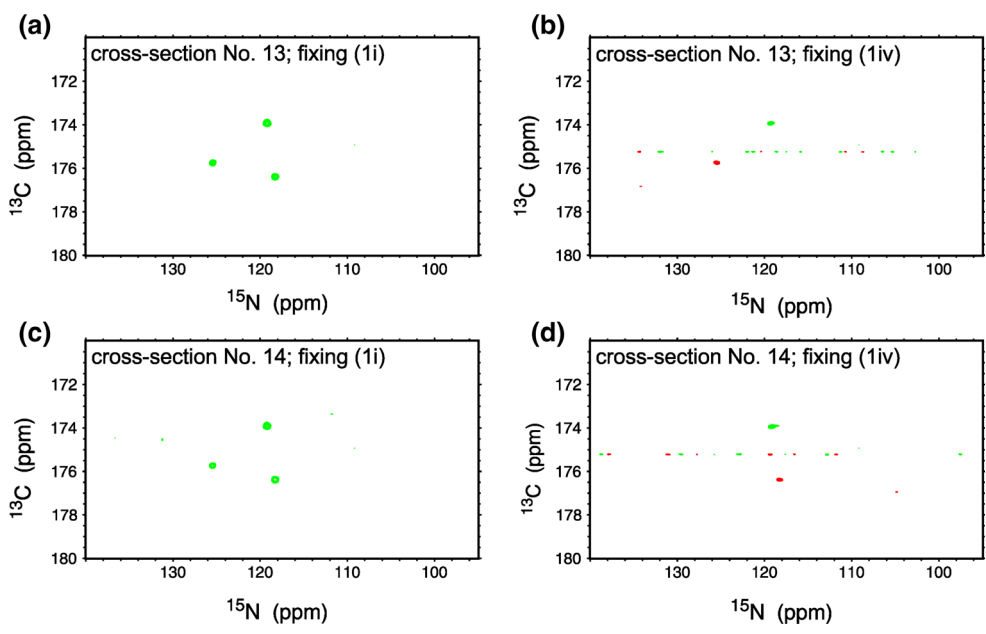 (a)
cross-section No. 13; fixing (1i)
172
174
176
178
180
130
120
110
100
13C (ppm)
15N (ppm)
(b)
cross-section No. 13; fixing (1iv)
172
174
176
178
180
130
120
110
100
13C (ppm)
15N (ppm)
(c)
cross-section No. 14; fixing (1i)
172
174
176
178
180
130
120
110
100
13C (ppm)
15N (ppm)
(d)
cross-section No. 14; fixing (1iv)
172
174
176
178
180
130
120
110
100
13C (ppm)
15N (ppm)